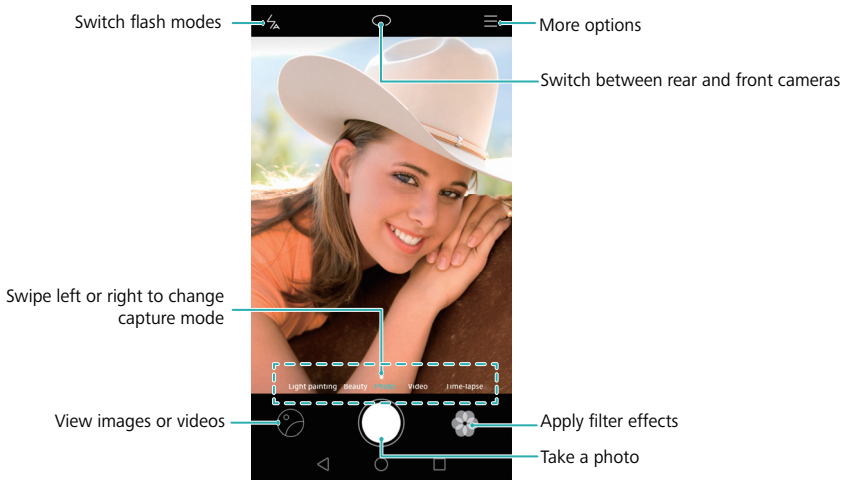 Switch flash modes
More options
Switch between rear and front cameras
Swipe left or right to change
capture mode
Light painting Beauty Photo Video Time-lapse
View images or videos
Apply filter effects
Take a photo